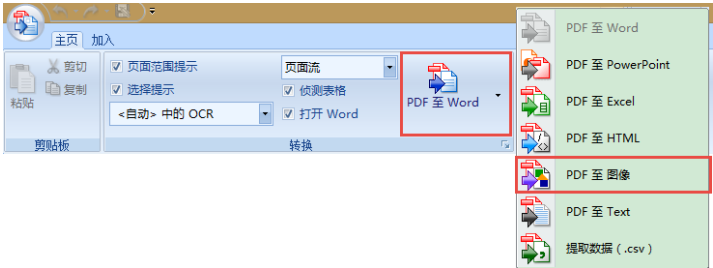 主页 加入
剪切
复制
粘贴
剪贴板
页面范围提示
选择提示
<自动> 中的 OCR
页面流
侦测表格
打开 Word
转换
PDF 至 Word
PDF 至 Word
PDF 至 PowerPoint
PDF 至 Excel
PDF 至 HTML
PDF 至 图像
PDF 至 Text
提取数据 (.csv)